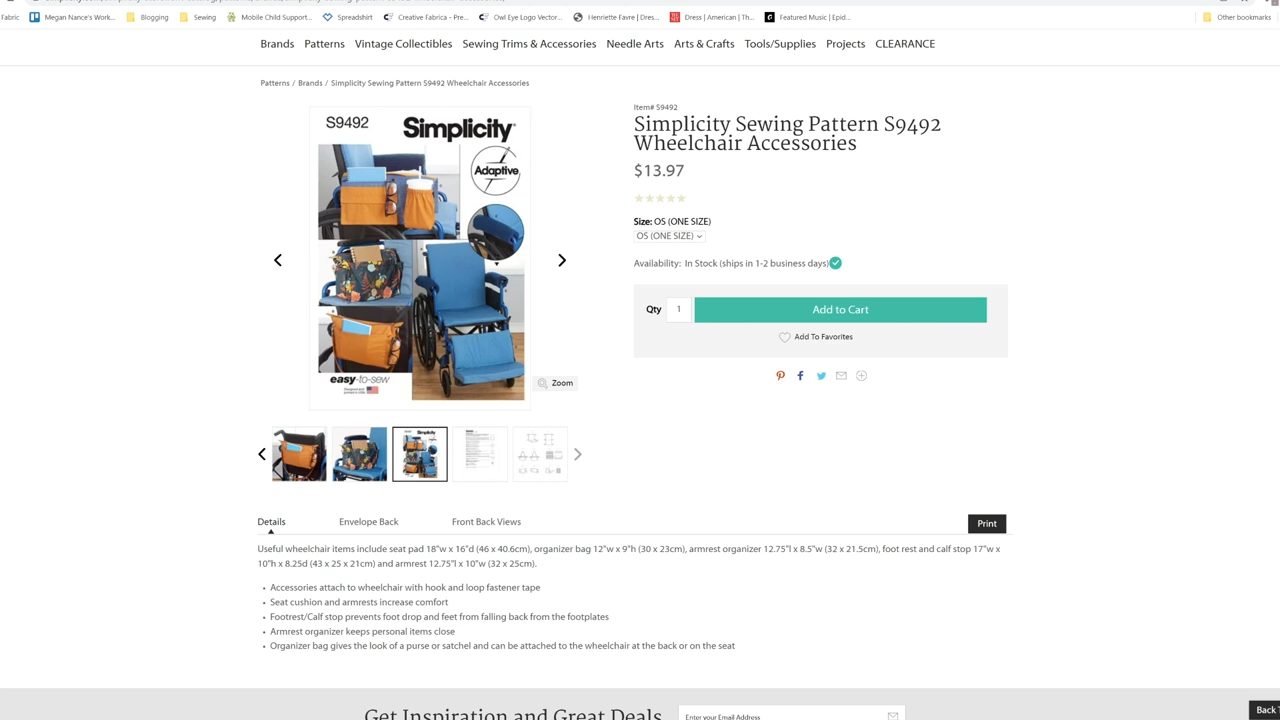 Fabric
Megan Nance's Work...
Blogging
Sewing
Mobile Child Support...
Spreadshirt
Creative Fabrica - Pre...
Owl Eye Logo Vector...
Henriette Favre | Dres...
Dress | American | Th...
Featured Music | Epid...
Other bookmarks
Brands
Patterns
Vintage Collectibles
Sewing Trims & Accessories
Needle Arts
Arts & Crafts
Tools/Supplies
Projects
CLEARANCE
Patterns / Brands / Simplicity Sewing Pattern S9492 Wheelchair Accessories
S9492
Simplicity
Adaptive
easy-to-sew
Zoom
Item# S9492
Simplicity Sewing Pattern S9492
Wheelchair Accessories
$13.97
Size: OS (ONE SIZE)
OS (ONE SIZE)
Availability: In Stock (ships in 1-2 business days)
Qty
1
Add to Cart
Add To Favorites
Simplicity
Details
Envelope Back
Front Back Views
Print
Useful wheelchair items include seat pad 18"w x 16"d (46 x 40.6cm), organizer bag 12"w x 9"h (30 x 23cm), armrest organizer 12.75"l x 8.5"w (32 x 21.5cm), foot rest and calf stop 17"w x
10"h x 8.25d (43 x 25 x 21cm) and armrest 12.75"l x 10"w (32 x 25cm).
• Accessories attach to wheelchair with hook and loop fastener tape
• Seat cushion and armrests increase comfort
• Footrest/Calf stop prevents foot drop and feet from falling back from the footplates
• Armrest organizer keeps personal items close
• Organizer bag gives the look of a purse or satchel and can be attached to the wheelchair at the back or on the seat
Get Inspiration and Great Deals
Enter your Email Address
Back